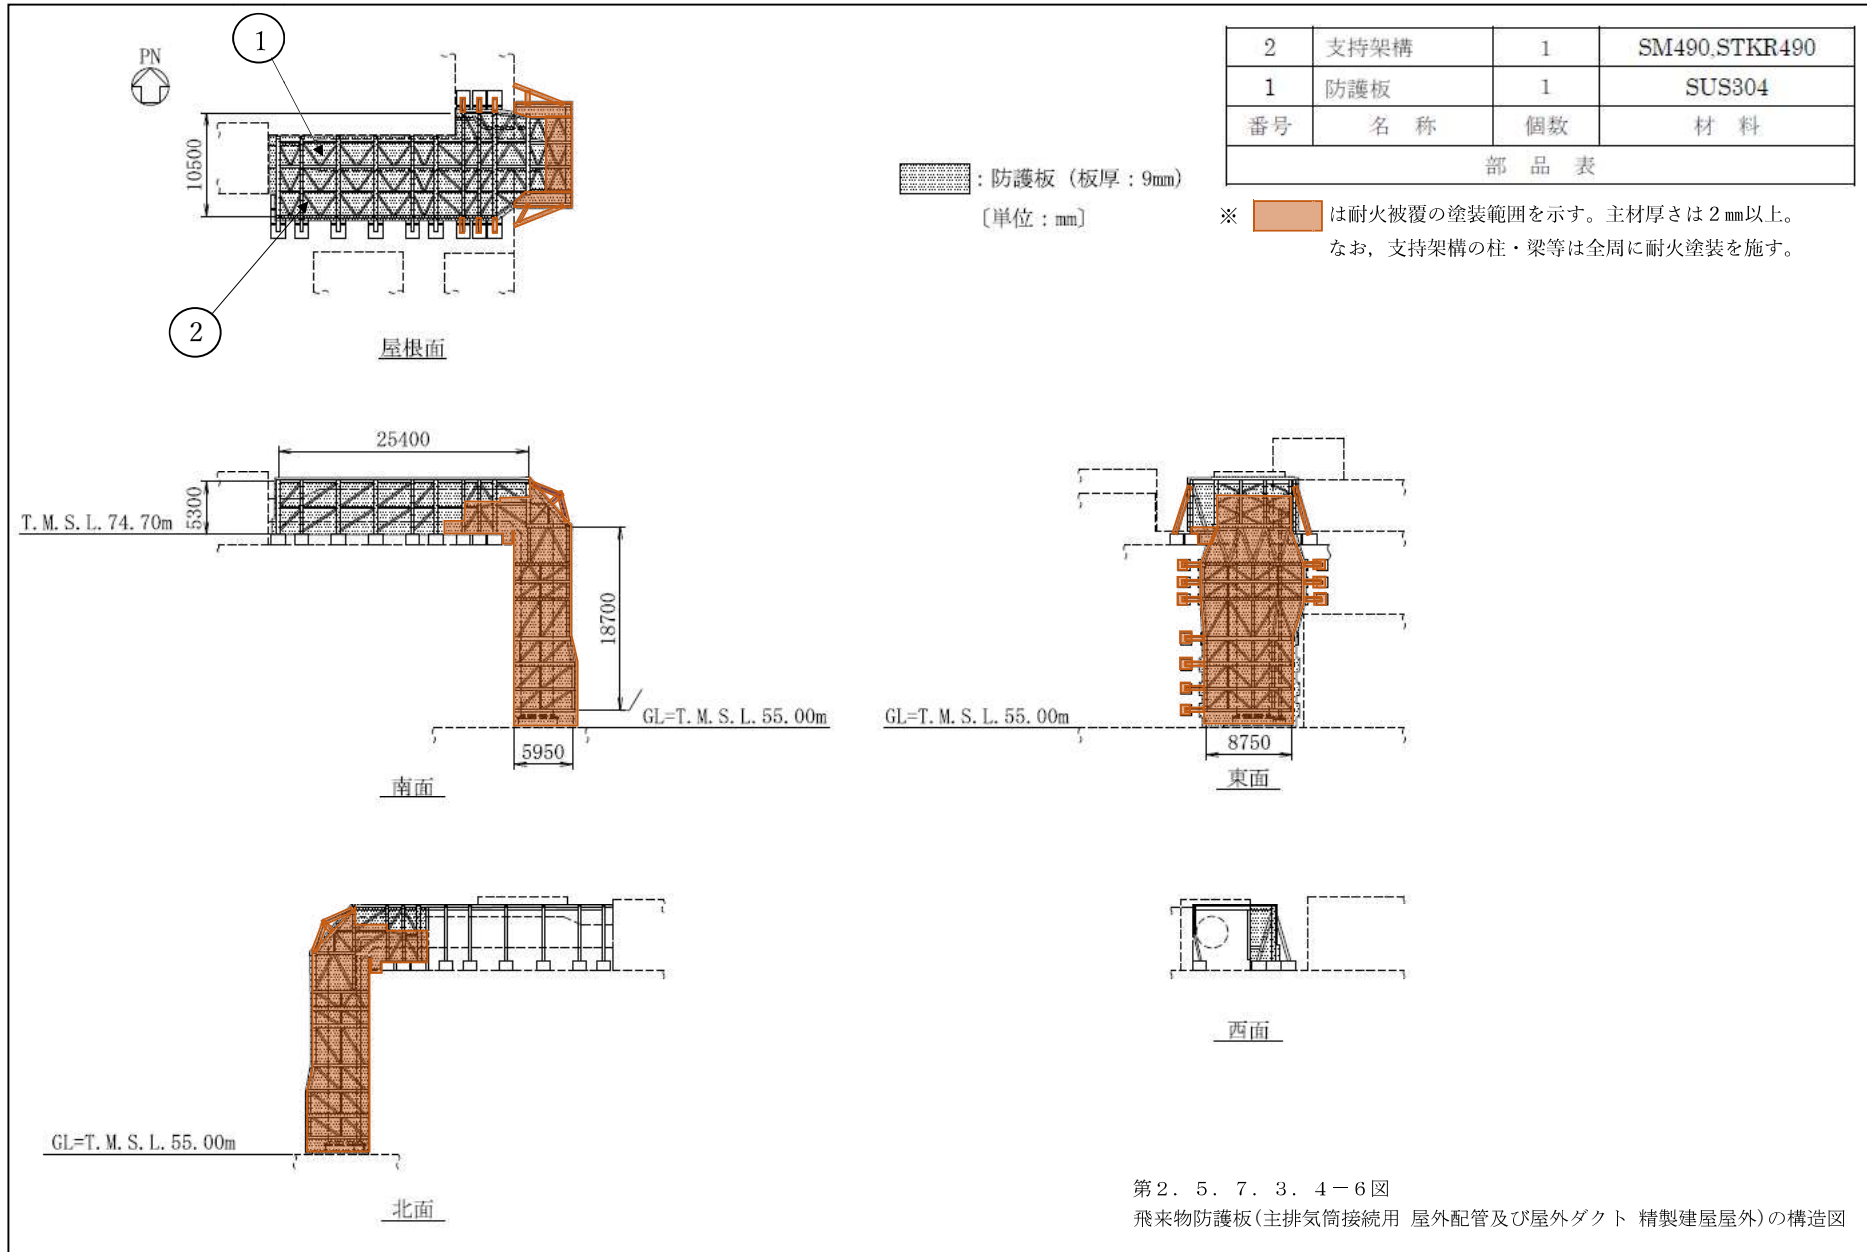 1
PN
10500
2
屋根面
2 支持架構 1 SM490,STKR490
1 防護板 1 SUS304
番号 名 称 個数 材 料
部 品 表
:防護板 (板厚:9mm)
〔単位:mm〕
※ は耐火被覆の塗装範囲を示す。主材厚さは2㎜以上。
なお，支持架構の柱・梁等は全周に耐火塗装を施す。
25400
5300
T.M.S.L.74.70m
18700
GL=T.M.S.L.55.00m
5950
南面
GL=T.M.S.L.55.00m
8750
東面
GL=T.M.S.L.55.00m
北面
西面
第2．5．7．3．4－6図
飛来物防護板(主排気筒接続用 屋外配管及び屋外ダクト 精製建屋屋外)の構造図